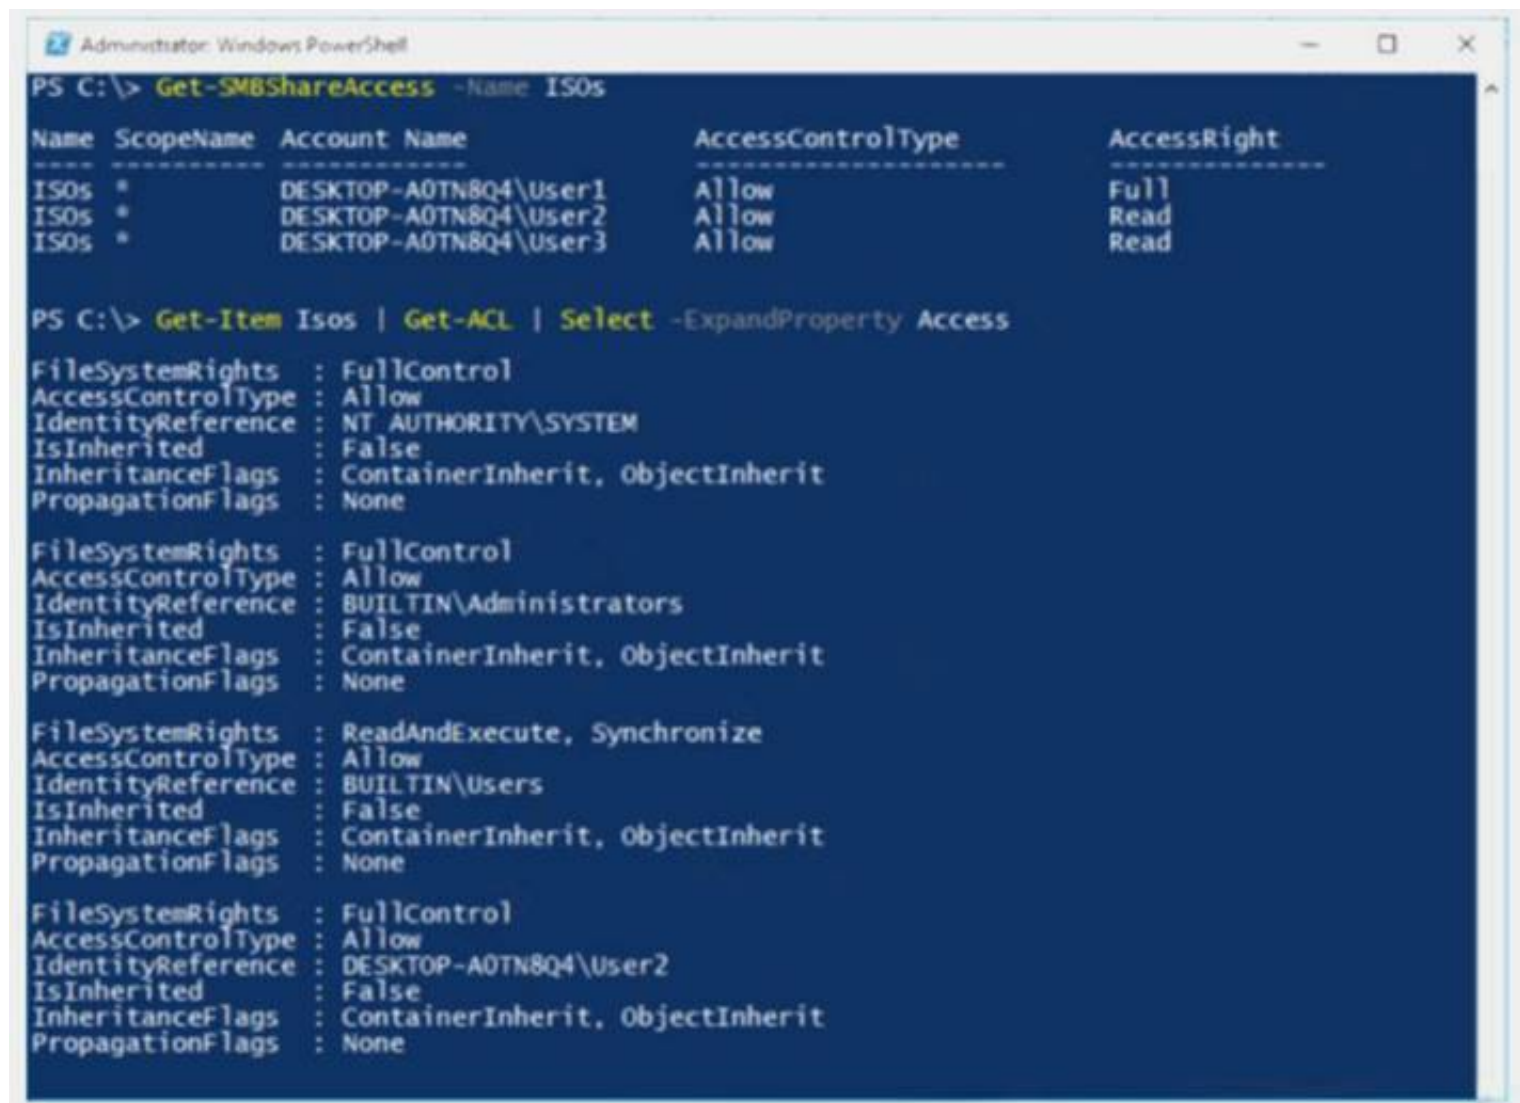 Administrator: Windows PowerShell
PS C:\> Get-SMBShareAccess -Name ISOs
Name ScopeName Account Name AccessControlType AccessRight
---- ---------- ------------ -------------------- --------------
ISOs * DESKTOP-A0TN8Q4\User1 Allow Full
ISOs * DESKTOP-A0TN8Q4\User2 Allow Read
ISOs * DESKTOP-A0TN8Q4\User3 Allow Read
PS C:\> Get-Item Isos | Get-ACL | Select -ExpandProperty Access
FileSystemRights : FullControl
AccessControlType : Allow
IdentityReference : NT AUTHORITY\SYSTEM
IsInherited : False
InheritanceFlags : ContainerInherit, ObjectInherit
PropagationFlags : None
FileSystemRights : FullControl
AccessControlType : Allow
IdentityReference : BUILTIN\Administrators
IsInherited : False
InheritanceFlags : ContainerInherit, ObjectInherit
PropagationFlags : None
FileSystemRights : ReadAndExecute, Synchronize
AccessControlType : Allow
IdentityReference : BUILTIN\Users
IsInherited : False
InheritanceFlags : ContainerInherit, ObjectInherit
PropagationFlags : None
FileSystemRights : FullControl
AccessControlType : Allow
IdentityReference : DESKTOP-A0TN8Q4\User2
IsInherited : False
InheritanceFlags : ContainerInherit, ObjectInherit
PropagationFlags : None